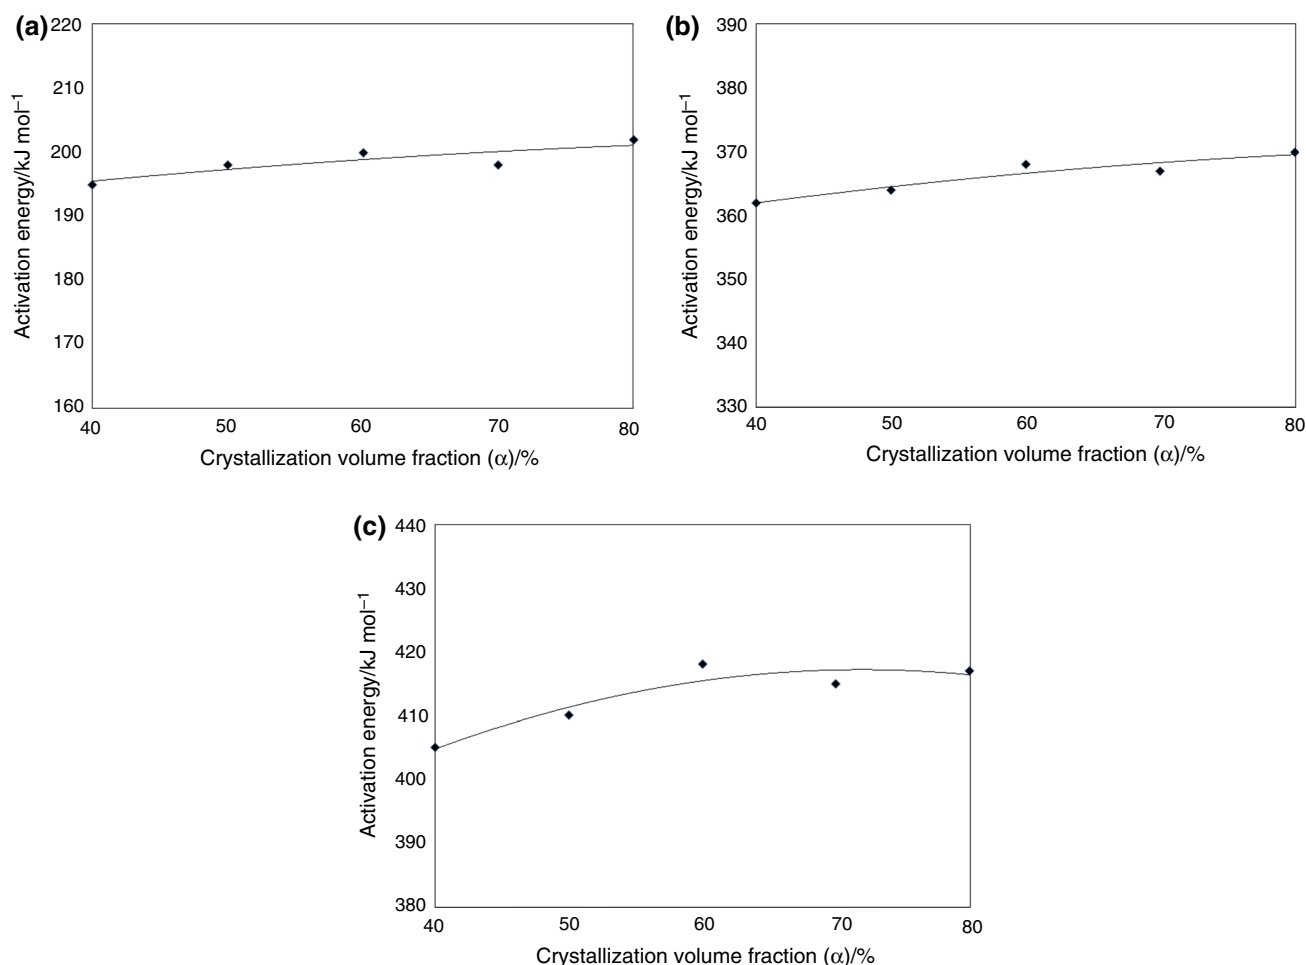 (a)
220
210
200
190
180
170
160
Activation energy/kJ mol−1
40 50 60 70 80
Crystallization volume fraction (α)/%
(b)
390
380
370
360
350
340
330
Activation energy/kJ mol−1
40 50 60 70 80
Crystallization volume fraction (α)/%
(c)
440
430
420
410
400
390
380
Activation energy/kJ mol−1
40 50 60 70 80
Crystallization volume fraction (α)/%